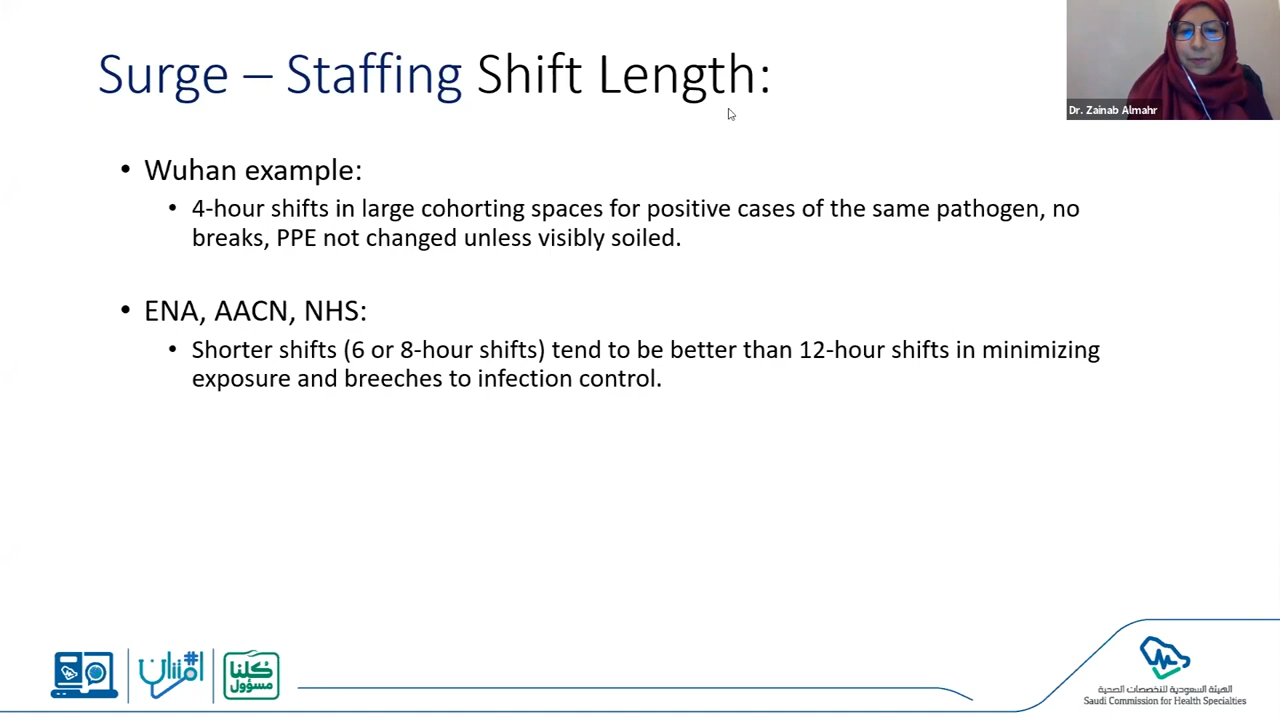 Surge – Staffing Shift Length:
Dr. Zainab Almahr
• Wuhan example:
• 4-hour shifts in large cohorting spaces for positive cases of the same pathogen, no
breaks, PPE not changed unless visibly soiled.
• ENA, AACN, NHS:
• Shorter shifts (6 or 8-hour shifts) tend to be better than 12-hour shifts in minimizing
exposure and breeches to infection control.
كلنا
مسؤول
الهيئة السعودية للتخصصات الصحية
Saudi Commission for Health Specialties